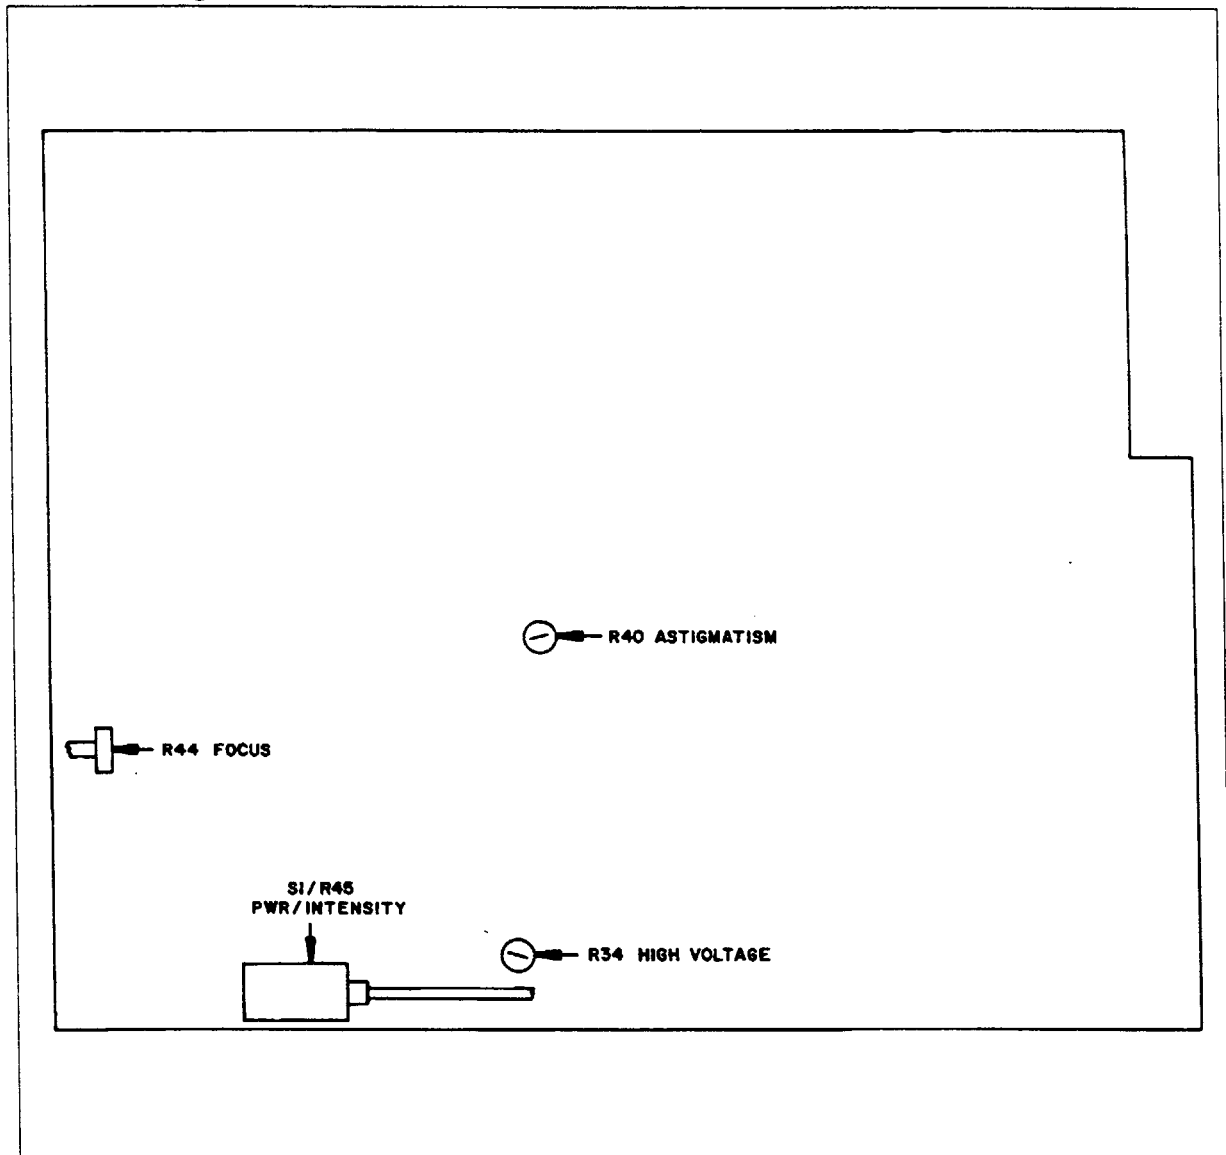 R40 ASTIGMATISM
R44 FOCUS
S1/R45
PWR/INTENSITY
R34 HIGH VOLTAGE